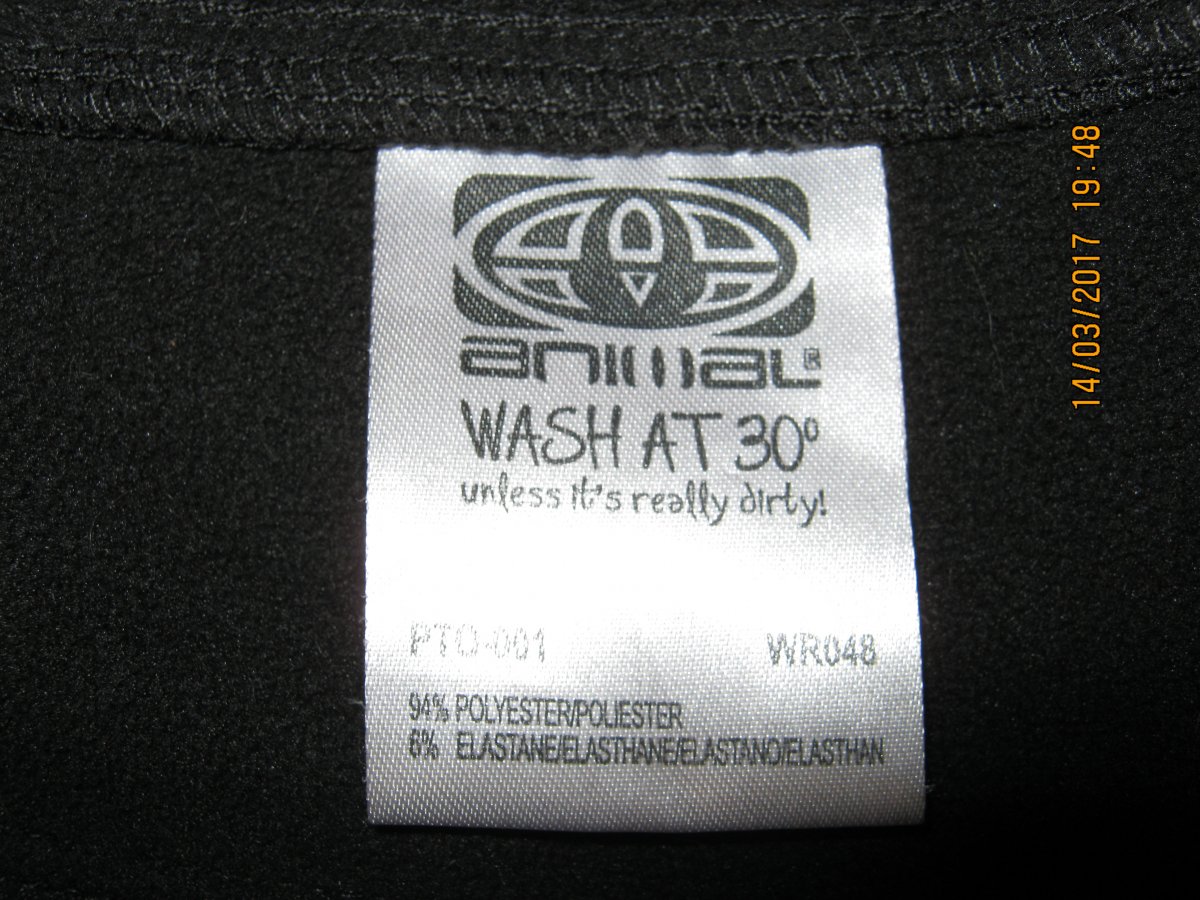 animal®
WASH AT 30º
unless it's really dirty!
PTO-001 WR048
94% POLYESTER/POLIESTER
6% ELASTANE/ELASTHANE/ELASTANO/ELASTHAN
14/03/2017 19:48